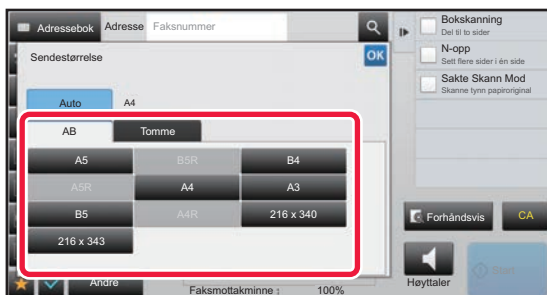 Adressebok Adresse Faksnummer
Sendestørrelse OK
Auto A4
AB Tomme
A5 B5R B4
A5R A4 A3
B5 A4R 216 x 340
216 x 343
Andre
Faksmottakminne : 100%
Bokskanning
Del til to sider
N-opp
Sett flere sider i én side
Sakte Skann Mod
Skanne tynn papiroriginal
Forhåndsvis CA
Høyttaler Start